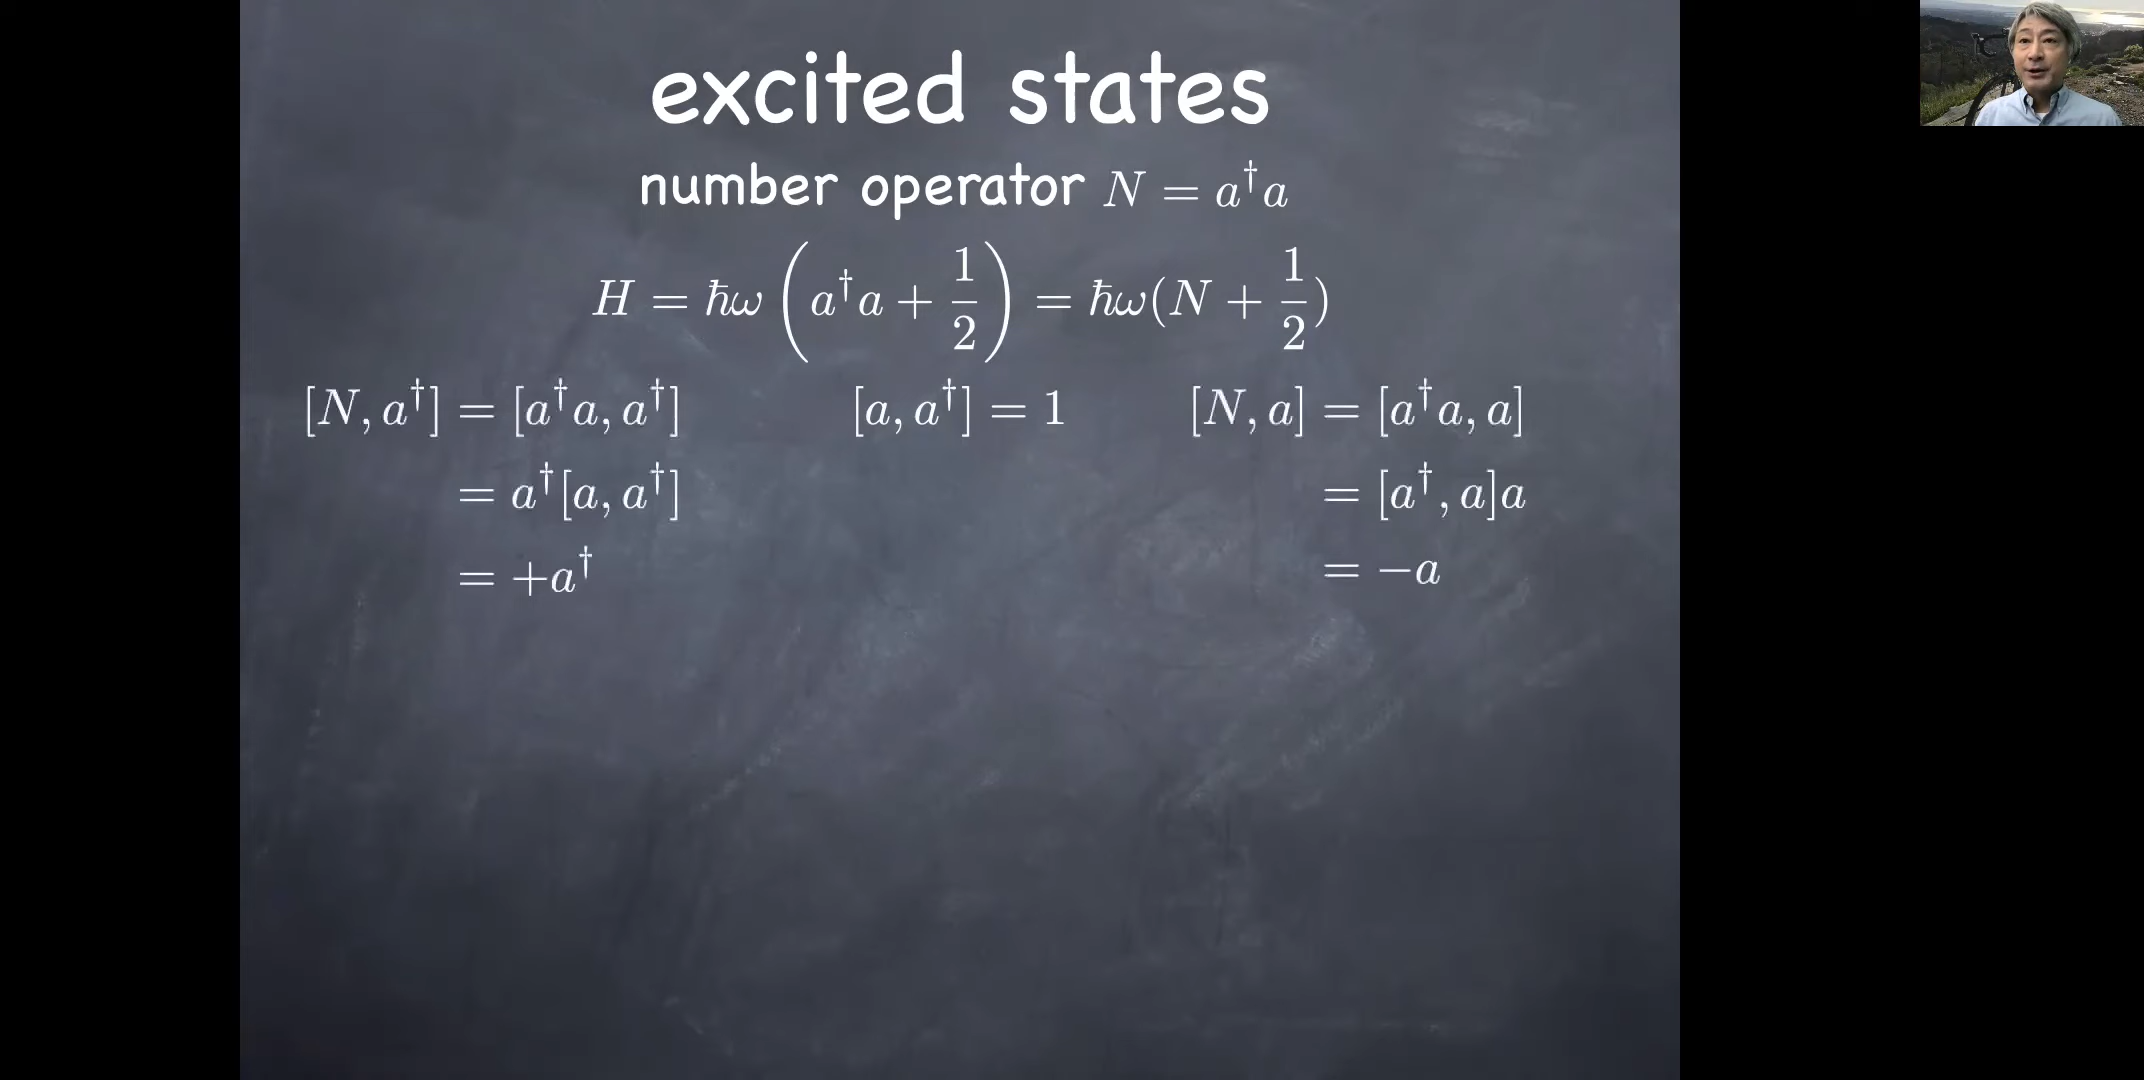 excited states
number operator N = a†a
H = ħω (a†a + 1/2) = ħω(N + 1/2)
[N, a†] = [a†a, a†]
= a†[a, a†]
= +a†
[a, a†] = 1
[N, a] = [a†a, a]
= [a†, a]a
= −a